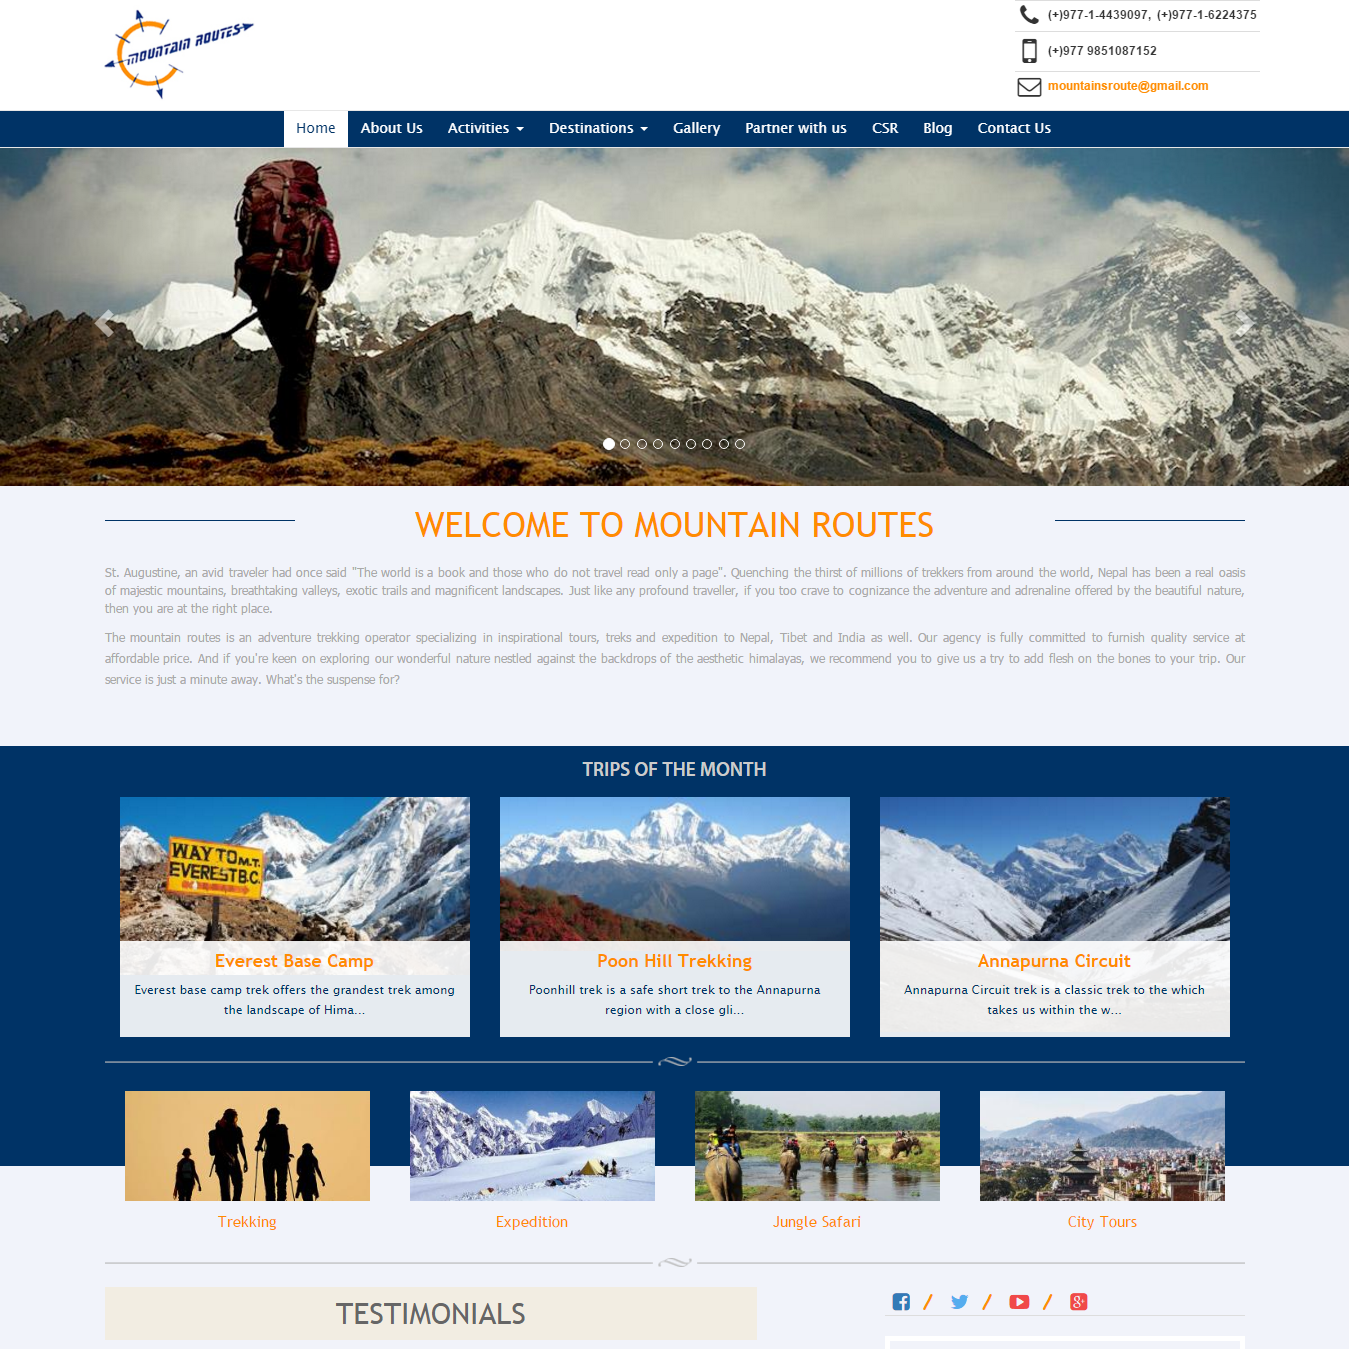 MOUNTAIN ROUTES
(+)977-1-4439097, (+)977-1-6224375
(+)977 9851087152
mountainsroute@gmail.com
Home About Us Activities Destinations Gallery Partner with us CSR Blog Contact Us
WELCOME TO MOUNTAIN ROUTES
St. Augustine, an avid traveler had once said "The world is a book and those who do not travel read only a page". Quenching the thirst of millions of trekkers from around the world, Nepal has been a real oasis
of majestic mountains, breathtaking valleys, exotic trails and magnificent landscapes. Just like any profound traveller, if you too crave to cognizance the adventure and adrenaline offered by the beautiful nature,
then you are at the right place.
The mountain routes is an adventure trekking operator specializing in inspirational tours, treks and expedition to Nepal, Tibet and India as well. Our agency is fully committed to furnish quality service at
affordable price. And if you're keen on exploring our wonderful nature nestled against the backdrops of the aesthetic himalayas, we recommend you to give us a try to add flesh on the bones to your trip. Our
service is just a minute away. What's the suspense for?
TRIPS OF THE MONTH
WAY TO M.T.
EVEREST B.C.
Everest Base Camp
Everest base camp trek offers the grandest trek among
the landscape of Hima...
Poon Hill Trekking
Poonhill trek is a safe short trek to the Annapurna
region with a close gli...
Annapurna Circuit
Annapurna Circuit trek is a classic trek to the which
takes us within the w...
Trekking
Expedition
Jungle Safari
City Tours
TESTIMONIALS